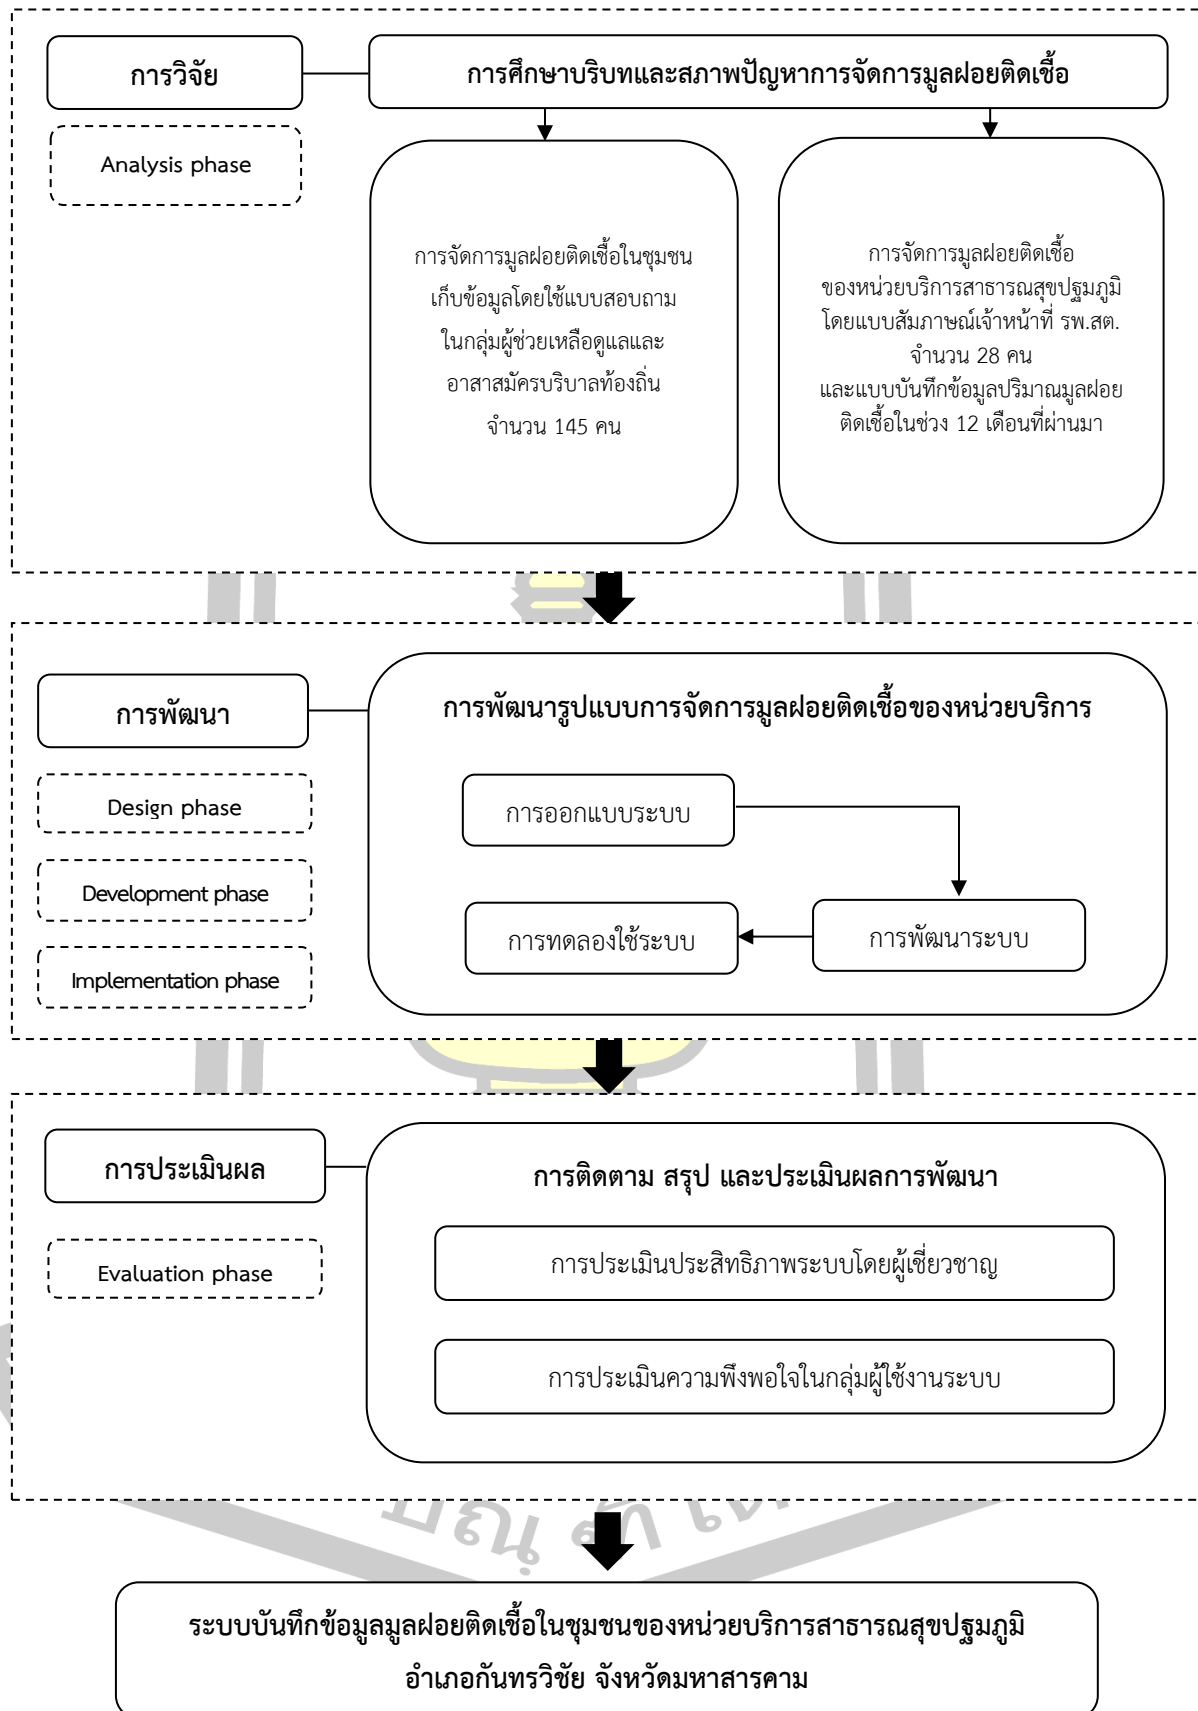 การวิจัย
การศึกษาบริบทและสภาพปัญหาการจัดการมูลฝอยติดเชื้อ
Analysis phase
การจัดการมูลฝอยติดเชื้อในชุมชน
เก็บข้อมูลโดยใช้แบบสอบถาม
ในกลุ่มผู้ช่วยเหลือดูแลและ
อาสาสมัครบริบาลท้องถิ่น
จำนวน 145 คน
การจัดการมูลฝอยติดเชื้อ
ของหน่วยบริการสาธารณสุขปฐมภูมิ
โดยแบบสัมภาษณ์เจ้าหน้าที่ รพ.สต.
จำนวน 28 คน
และแบบบันทึกข้อมูลปริมาณมูลฝอย
ติดเชื้อในช่วง 12 เดือนที่ผ่านมา
การพัฒนา
Design phase
Development phase
Implementation phase
การพัฒนารูปแบบการจัดการมูลฝอยติดเชื้อของหน่วยบริการ
การออกแบบระบบ
การทดลองใช้ระบบ
การพัฒนาระบบ
การประเมินผล
Evaluation phase
การติดตาม สรุป และประเมินผลการพัฒนา
การประเมินประสิทธิภาพระบบโดยผู้เชี่ยวชาญ
การประเมินความพึงพอใจในกลุ่มผู้ใช้งานระบบ
ระบบบันทึกข้อมูลมูลฝอยติดเชื้อในชุมชนของหน่วยบริการสาธารณสุขปฐมภูมิ
อำเภอกันทรวิชัย จังหวัดมหาสารคาม